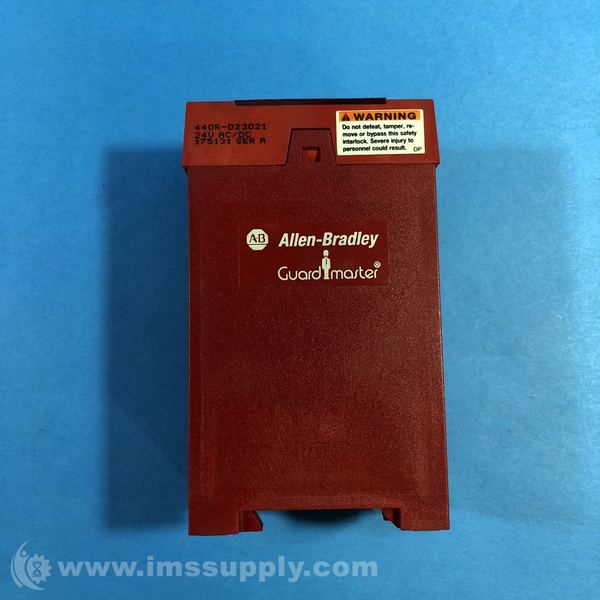 440R-D23021
24V AC/DC
175131 SER A
WARNING
Do not defeat, tamper, re-
move or bypass this safety
interlock. Severe injury to
personnel could result. DP
AB Allen-Bradley
Guardmaster®
www.imssupply.com